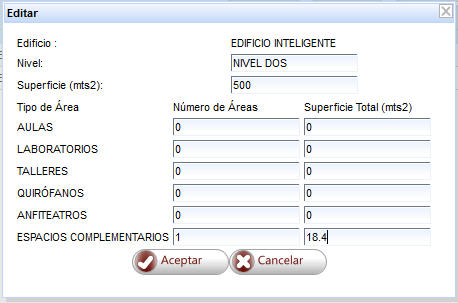 Editar
Edificio : EDIFICIO INTELIGENTE
Nivel: NIVEL DOS
Superficie (mts2): 500
Tipo de Área Número de Áreas Superficie Total (mts2)
AULAS 0 0
LABORATORIOS 0 0
TALLERES 0 0
QUIRÓFANOS 0 0
ANFITEATROS 0 0
ESPACIOS COMPLEMENTARIOS 1 18.4
Aceptar Cancelar